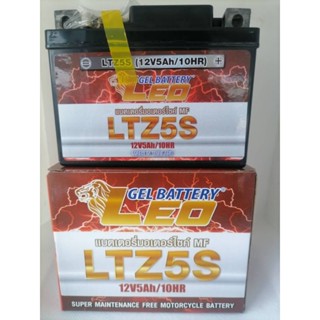 LTZ5S (12V5Ah/10HR)
GEL BATTERY
LEO
แบตเตอรี่มอเตอร์ไซค์ MF
LTZ5S
12V5Ah/10HR
GEL BATTERY
LEO
แบตเตอรี่มอเตอร์ไซค์ MF
LTZ5S
12V5Ah/10HR
SUPER MAINTENANCE FREE MOTORCYCLE BATTERY